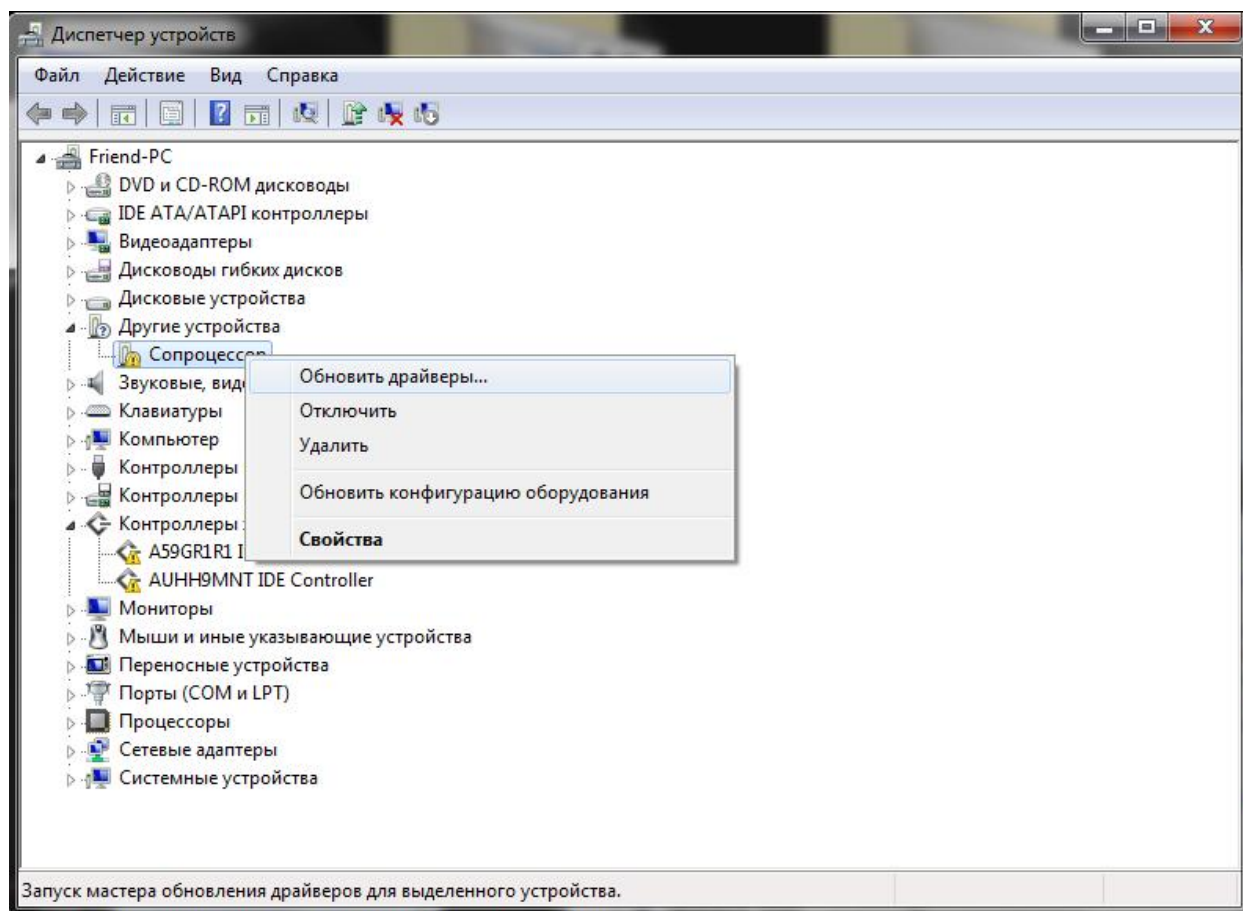 Диспетчер устройств
Файл Действие Вид Справка
Friend-PC
DVD и CD-ROM дисководы
IDE ATA/ATAPI контроллеры
Видеоадаптеры
Дисководы гибких дисков
Дисковые устройства
Другие устройства
Сопроцессор
Звуковые,
Клавиатуры
Компьютер
Контроллеры
Контроллеры
Контроллеры
A59GR1R1
AUHH9MNT IDE Controller
Мониторы
Мыши и иные указывающие устройства
Переносные устройства
Порты (COM и LPT)
Процессоры
Сетевые адаптеры
Системные устройства
Обновить драйверы...
Отключить
Удалить
Обновить конфигурацию оборудования
Свойства
Запуск мастера обновления драйверов для выделенного устройства.